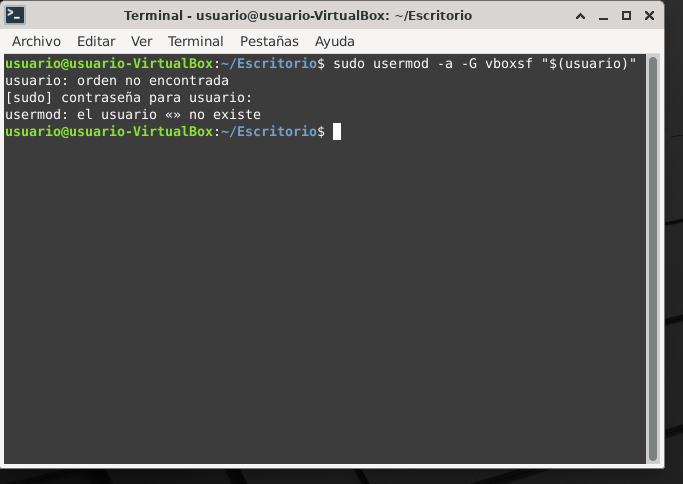 Terminal - usuario@usuario-VirtualBox: ~/Escritorio
Archivo Editar Ver Terminal Pestañas Ayuda
usuario@usuario-VirtualBox:~/Escritorio$ sudo usermod -a -G vboxsf "$(usuario)"
usuario: orden no encontrada
[sudo] contraseña para usuario:
usermod: el usuario «» no existe
usuario@usuario-VirtualBox:~/Escritorio$